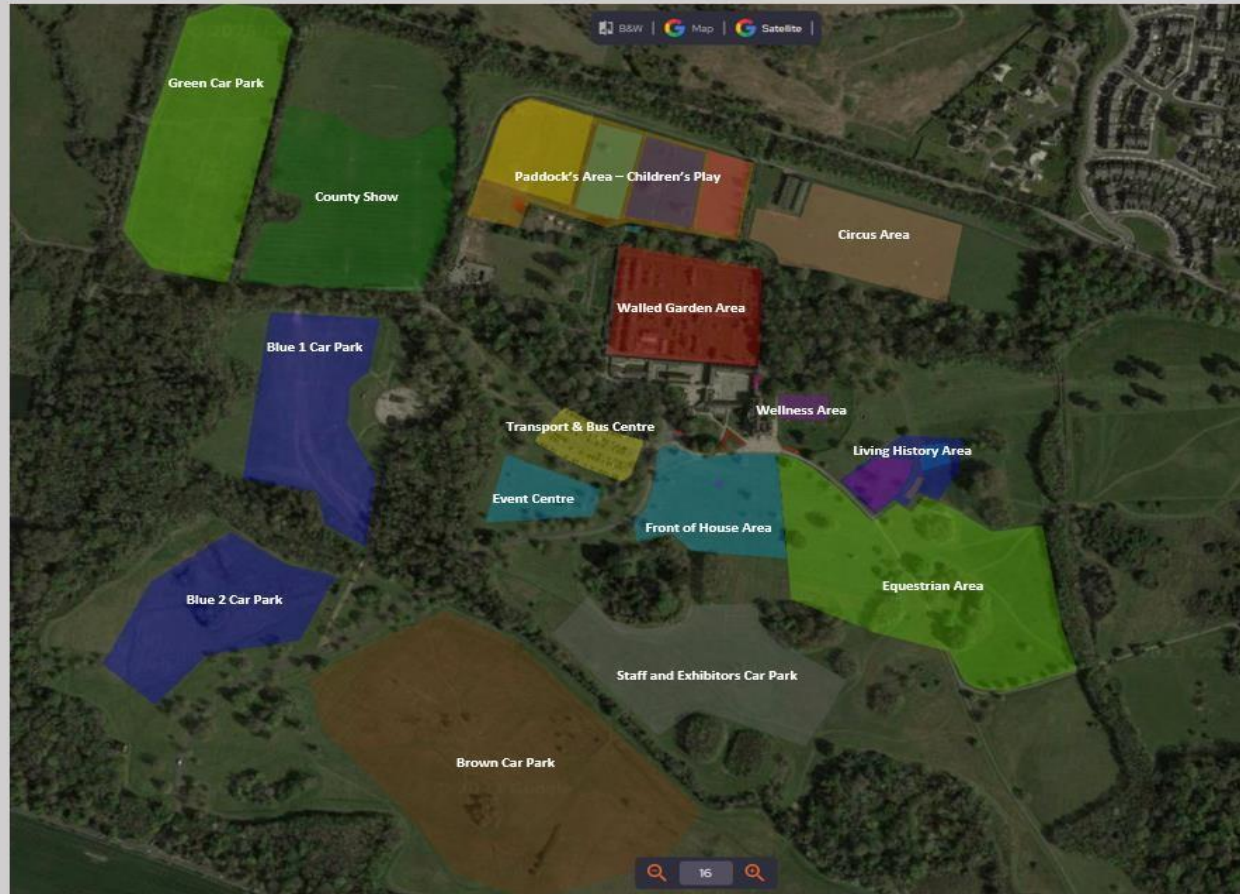 B&W | Map | Satellite |
Green Car Park
County Show
Paddock's Area – Children's Play
Circus Area
Walled Garden Area
Blue 1 Car Park
Wellness Area
Transport & Bus Centre
Living History Area
Event Centre
Front of House Area
Equestrian Area
Blue 2 Car Park
Staff and Exhibitors Car Park
Brown Car Park
16